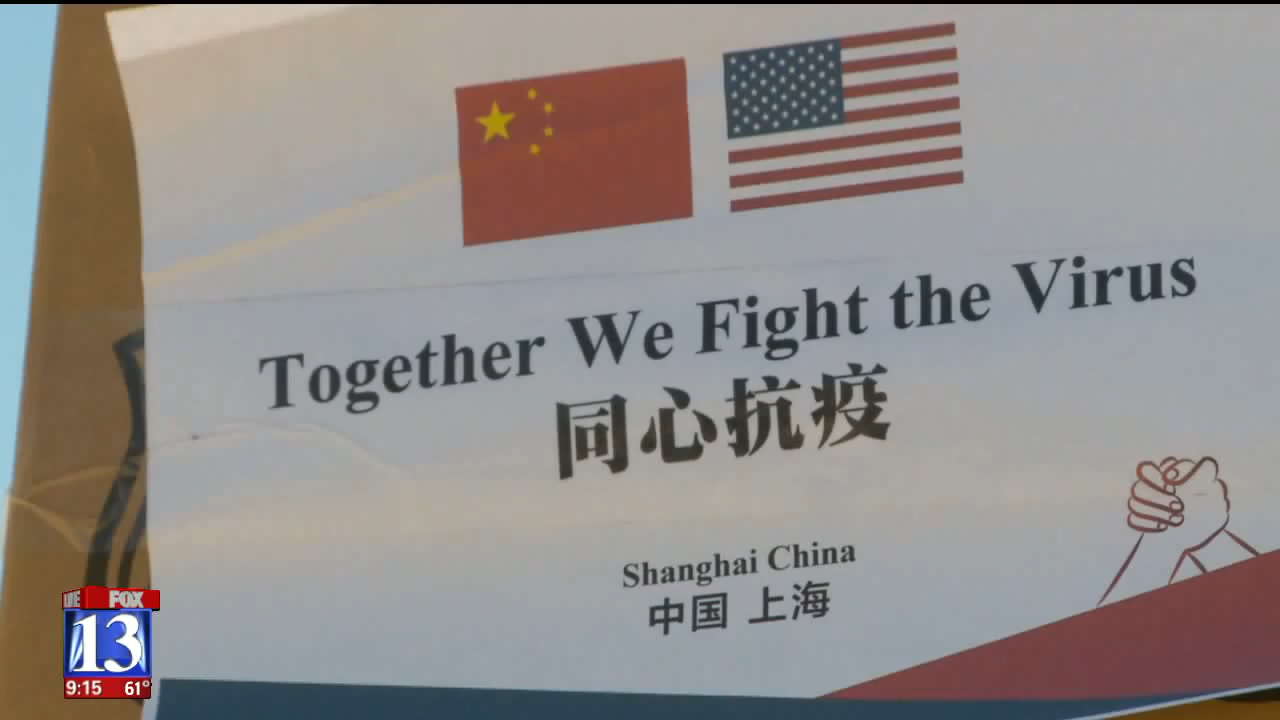 Together We Fight the Virus
同心抗疫
Shanghai China
中国 上海
LIVE FOX
13
9:15 61°